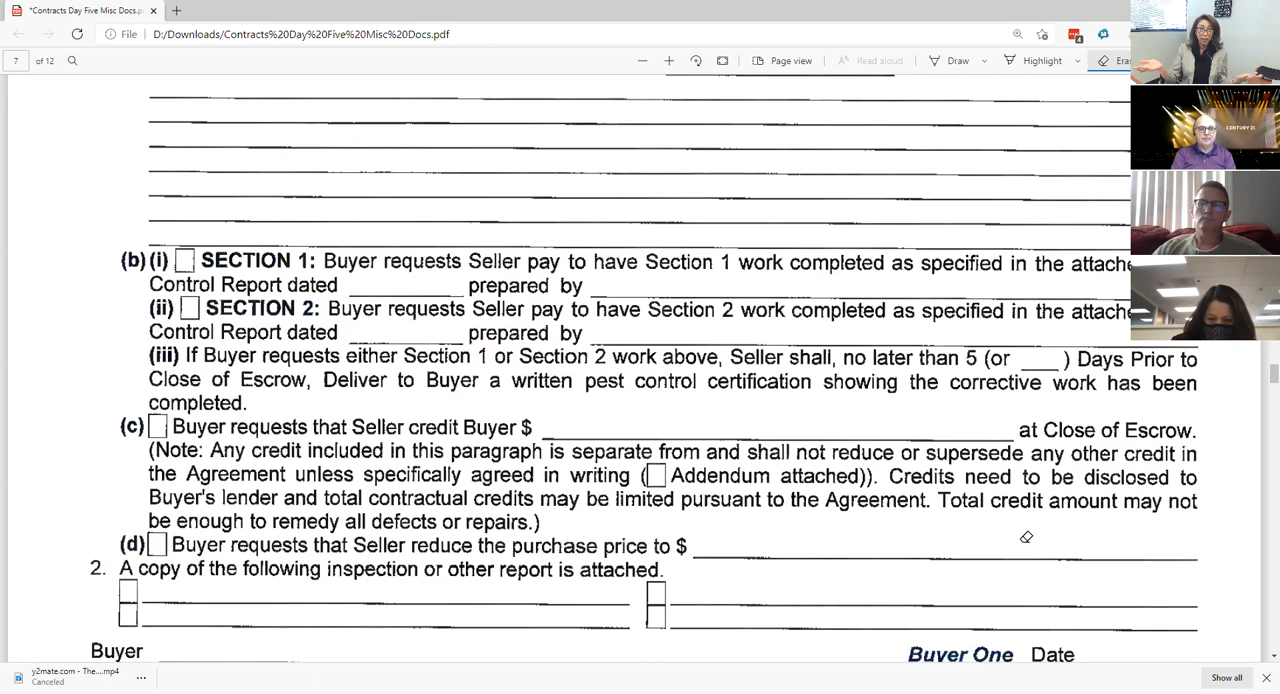 *Contracts Day Five Misc Docs.p
File
D:/Downloads/Contracts%20Day%20Five%20Misc%20Docs.pdf
7 of 12
Page view
Read aloud
Draw
Highlight
Eras
CENTURY 21
(b) (i) SECTION 1: Buyer requests Seller pay to have Section 1 work completed as specified in the attache
Control Report dated prepared by
(ii) SECTION 2: Buyer requests Seller pay to have Section 2 work completed as specified in the attache
Control Report dated prepared by
(iii) If Buyer requests either Section 1 or Section 2 work above, Seller shall, no later than 5 (or ____ ) Days Prior to
Close of Escrow, Deliver to Buyer a written pest control certification showing the corrective work has been
completed.
(c) Buyer requests that Seller credit Buyer $ at Close of Escrow.
(Note: Any credit included in this paragraph is separate from and shall not reduce or supersede any other credit in
the Agreement unless specifically agreed in writing ( Addendum attached)). Credits need to be disclosed to
Buyer's lender and total contractual credits may be limited pursuant to the Agreement. Total credit amount may not
be enough to remedy all defects or repairs.)
(d) Buyer requests that Seller reduce the purchase price to $
2. A copy of the following inspection or other report is attached.
Buyer Buyer One Date
y2mate.com - The....mp4
Canceled
Show all